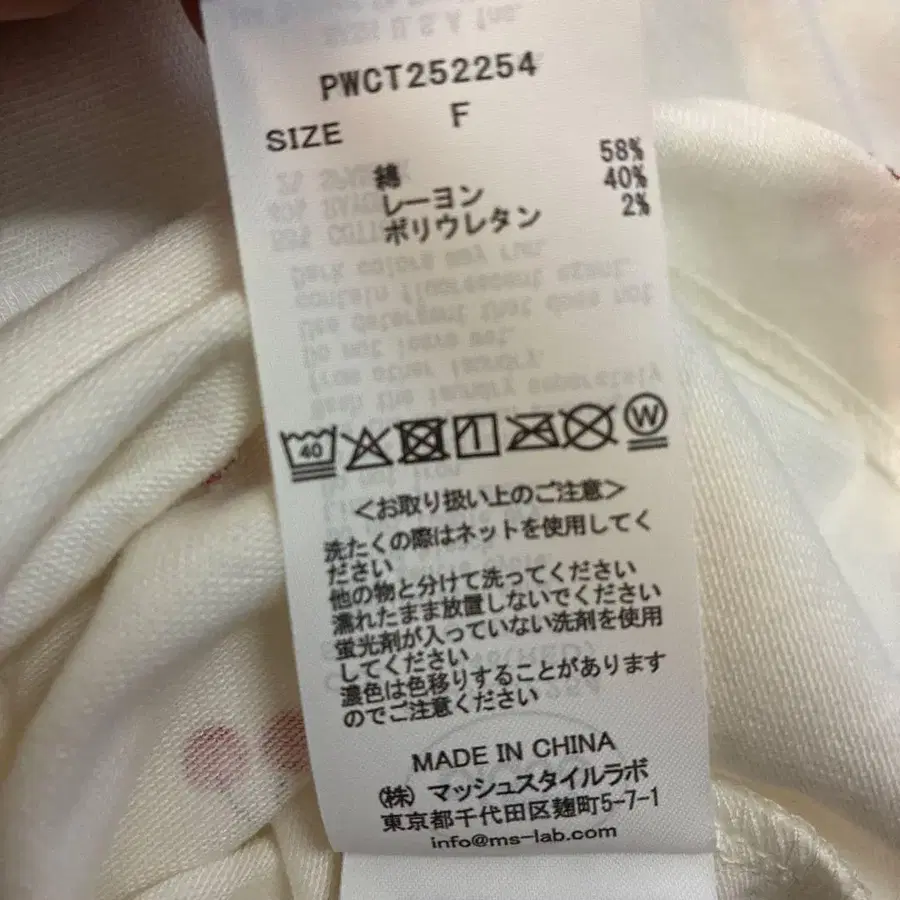 PWCT252254
SIZE F
綿 58%
レーヨン 40%
ポリウレタン 2%
40
W
＜お取り扱い上のご注意＞
洗たくの際はネットを使用してく
ださい
他の物と分けて洗ってください
濡れたまま放置しないでください
蛍光剤が入っていない洗剤を使用
してください
濃色は色移りすることがあります
のでご注意ください
MADE IN CHINA
㈱ マッシュスタイルラボ
東京都千代田区麹町5-7-1
info@ms-lab.com